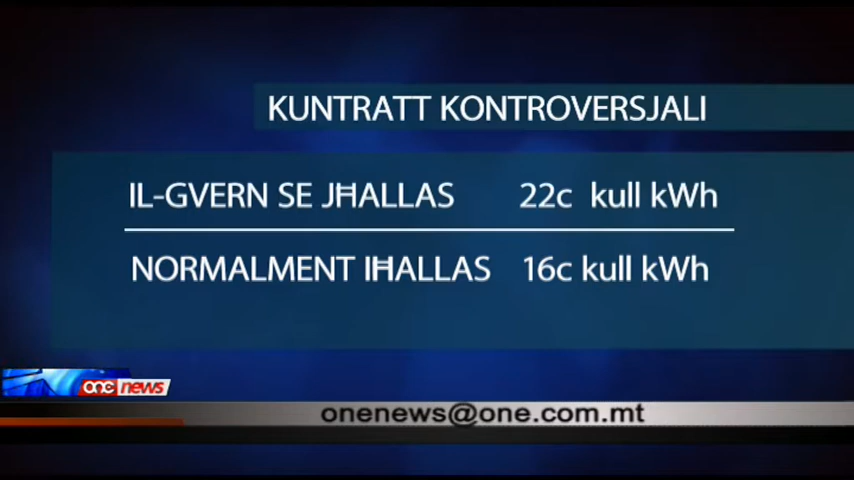 KUNTRATT KONTROVERSJALI
IL-GVERN SE JĦALLAS 22c kull kWh
NORMALMENT IĦALLAS 16c kull kWh
one news
onenews@one.com.mt